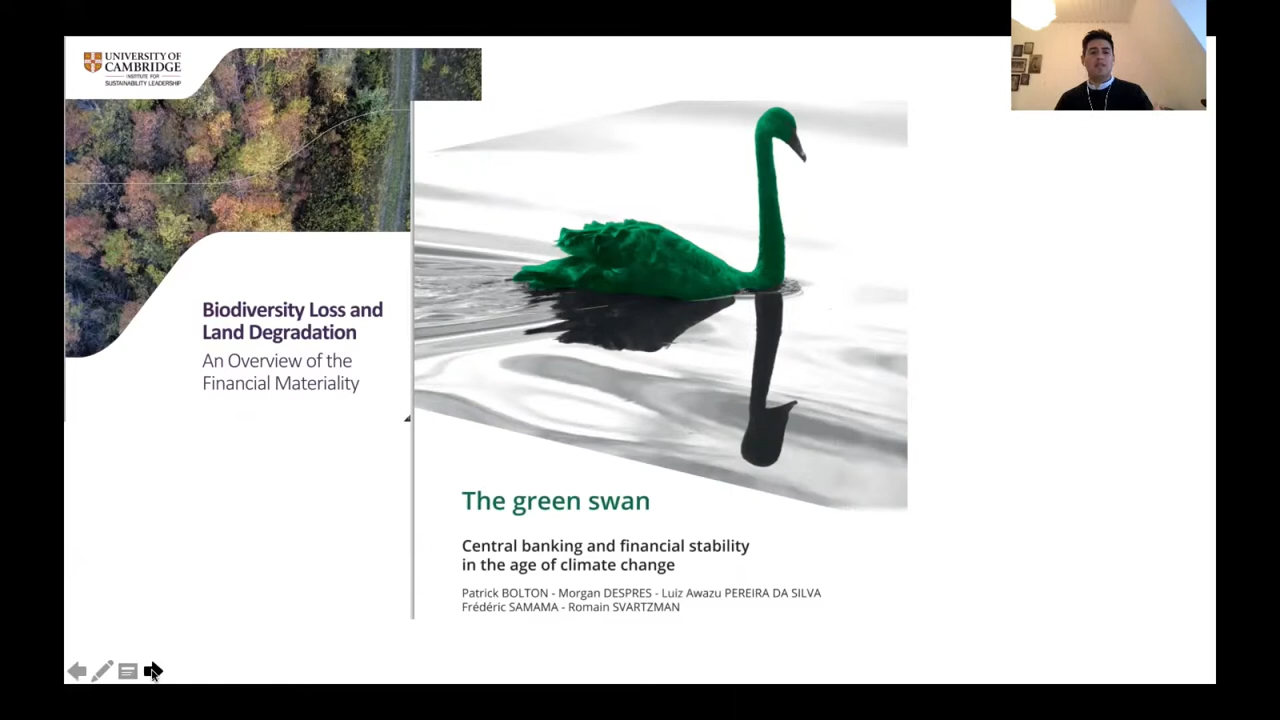 UNIVERSITY OF
CAMBRIDGE
INSTITUTE FOR
SUSTAINABILITY LEADERSHIP
Biodiversity Loss and
Land Degradation
An Overview of the
Financial Materiality
The green swan
Central banking and financial stability
in the age of climate change
Patrick BOLTON - Morgan DESPRES - Luiz Awazu PEREIRA DA SILVA
Frédéric SAMAMA - Romain SVARTZMAN